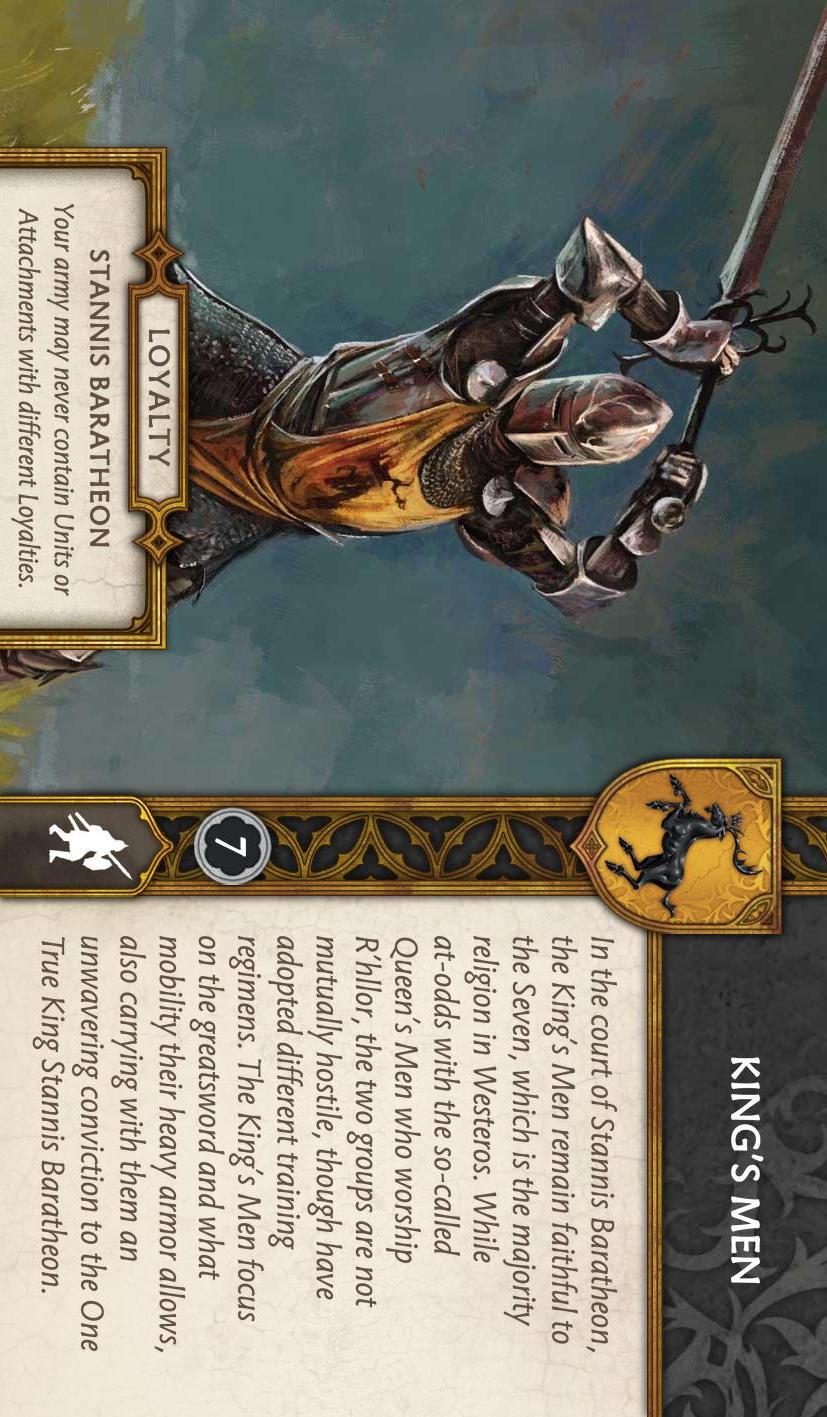 KING'S MEN
In the court of Stannis Baratheon,
the King's Men remain faithful to
the Seven, which is the majority
religion in Westeros. While
at-odds with the so-called
Queen's Men who worship
R'hllor, the two groups are not
mutually hostile, though have
adopted different training
regimens. The King's Men focus
on the greatsword and what
mobility their heavy armor allows,
also carrying with them an
unwavering conviction to the One
True King Stannis Baratheon.
7
LOYALTY
STANNIS BARATHEON
Your army may never contain Units or
Attachments with different Loyalties.